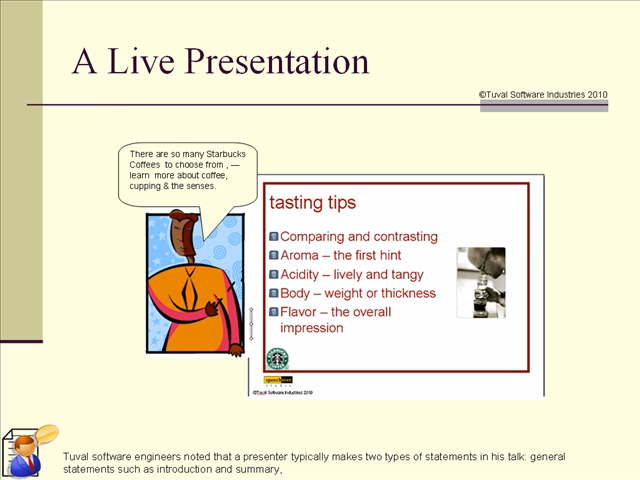 A Live Presentation
©Tuval Software Industries 2010
There are so many Starbucks
Coffees to choose from , —
learn more about coffee,
cupping & the senses.
tasting tips
Comparing and contrasting
Aroma – the first hint
Acidity – lively and tangy
Body – weight or thickness
Flavor – the overall
impression
speechover
©Tuval Software Industries 2010
Tuval software engineers noted that a presenter typically makes two types of statements in his talk: general
statements such as introduction and summary,